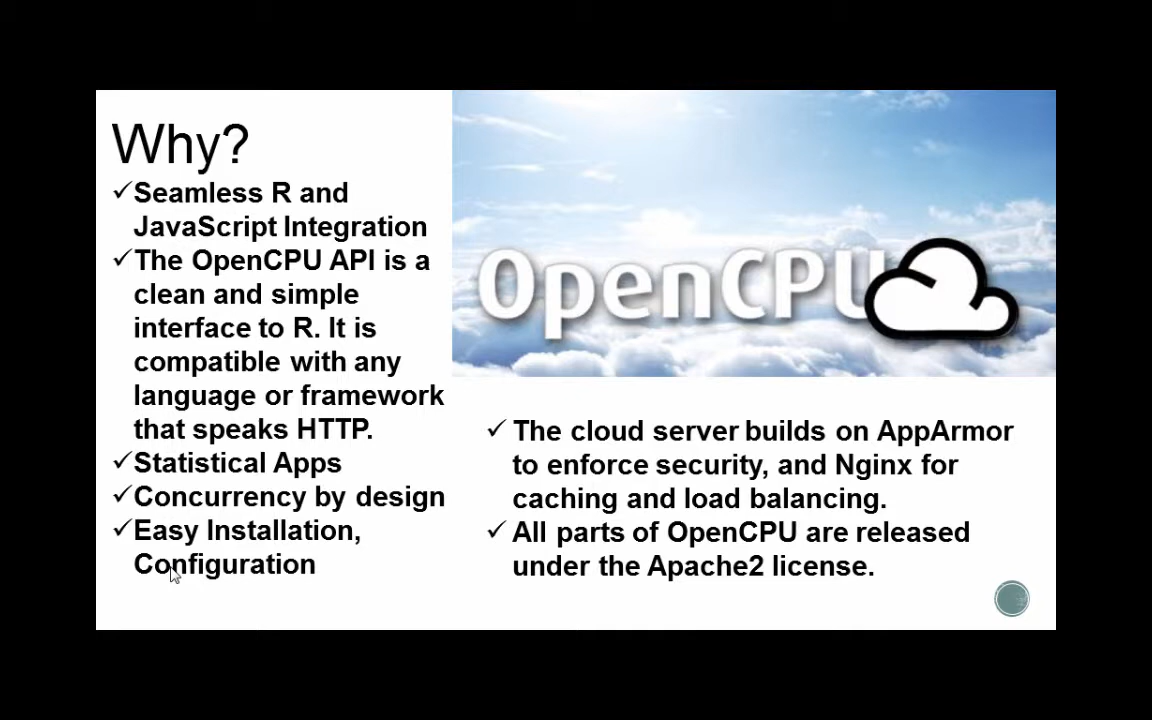 Why?
✓Seamless R and
JavaScript Integration
✓The OpenCPU API is a
clean and simple
interface to R. It is
compatible with any
language or framework
that speaks HTTP.
✓Statistical Apps
✓Concurrency by design
✓Easy Installation,
Configuration
OpenCPU
✓ The cloud server builds on AppArmor
to enforce security, and Nginx for
caching and load balancing.
✓ All parts of OpenCPU are released
under the Apache2 license.